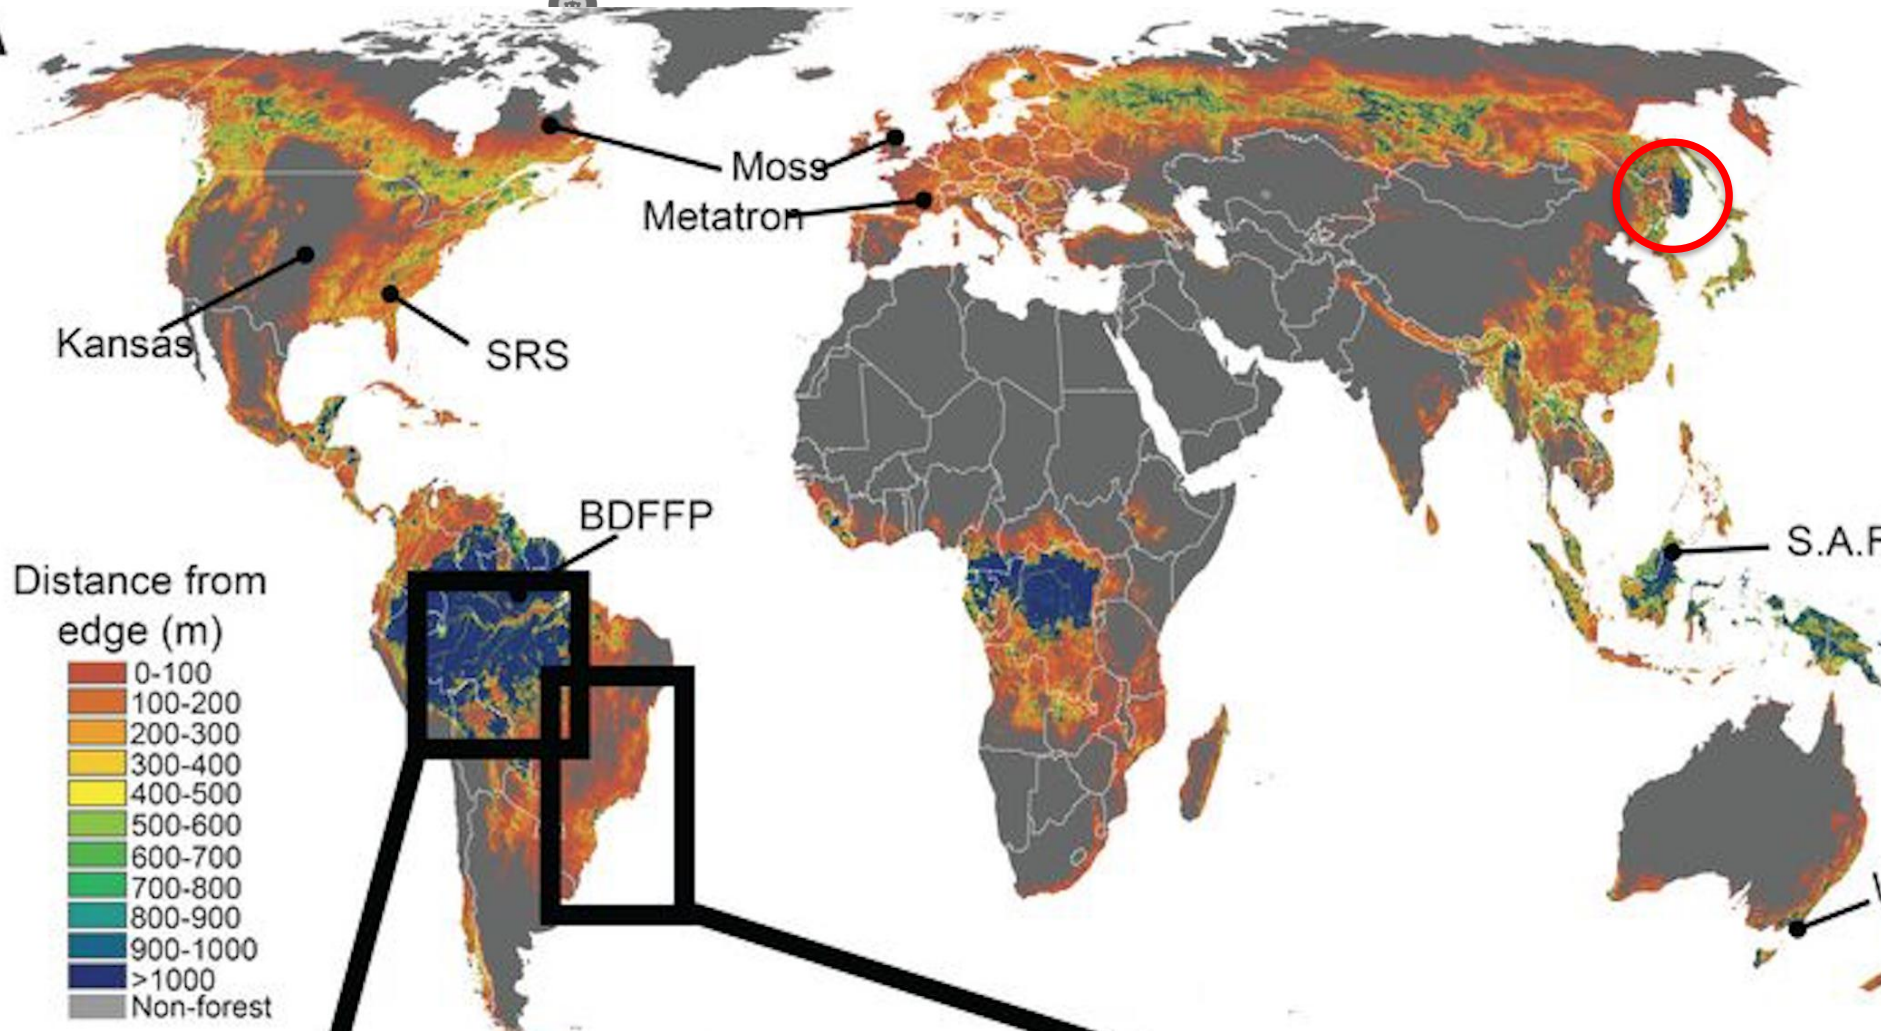 Moss
Metatron
Kansas
SRS
BDFFP
S.A.F
Distance from
edge (m)
0-100
100-200
200-300
300-400
400-500
500-600
600-700
700-800
800-900
900-1000
>1000
Non-forest